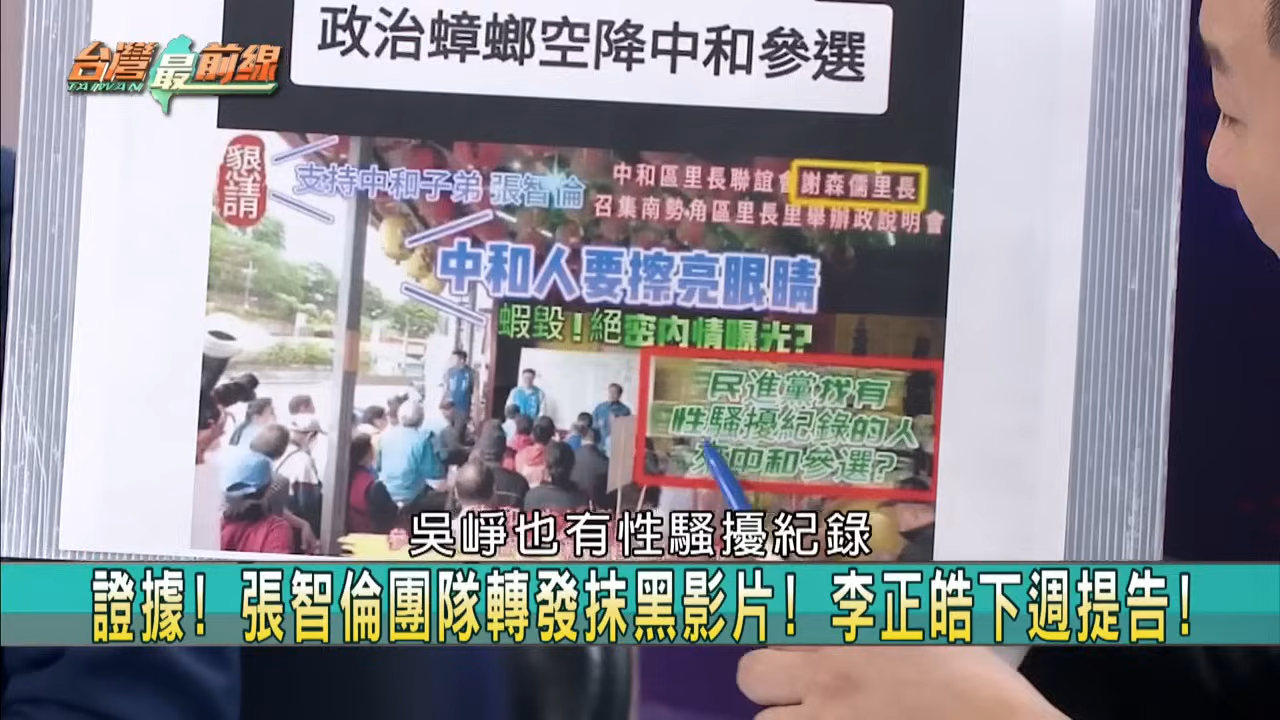 政治蟑螂空降中和參選
台灣最前線
TAIWAN
懇請
支持中和子弟 張智倫
中和區里長聯誼會 謝森儒里長
召集南勢角區里長里舉辦政說明會
中和人要擦亮眼睛
蝦毀!絕密內情曝光?
民進黨找有
性騷擾紀錄的人
來中和參選?
吳崢也有性騷擾紀錄
證據! 張智倫團隊轉發抹黑影片! 李正皓下週提告!